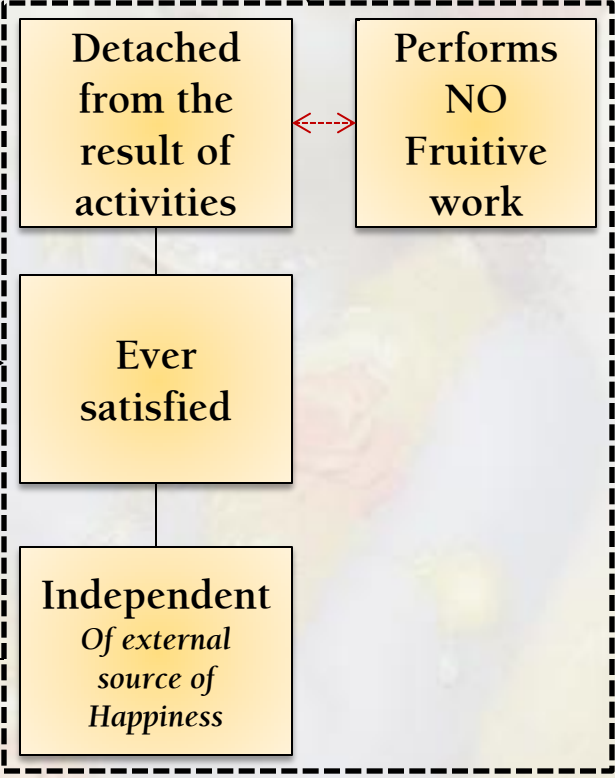 Detached
from the
result of
activities
Performs
NO
Fruitive
work
Ever
satisfied
Independent
Of external
source of
Happiness